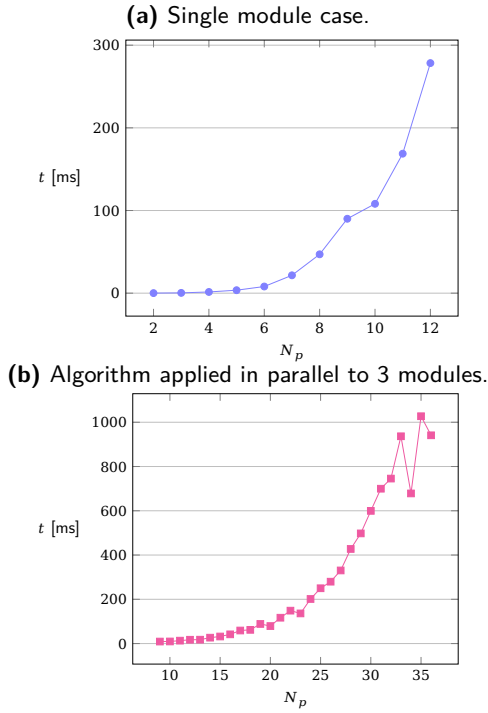 (a) Single module case.
300
200
t [ms]
100
0
2 4 6 8 10 12
N_p
(b) Algorithm applied in parallel to 3 modules.
1000
800
600
t [ms]
400
200
0
10 15 20 25 30 35
N_p